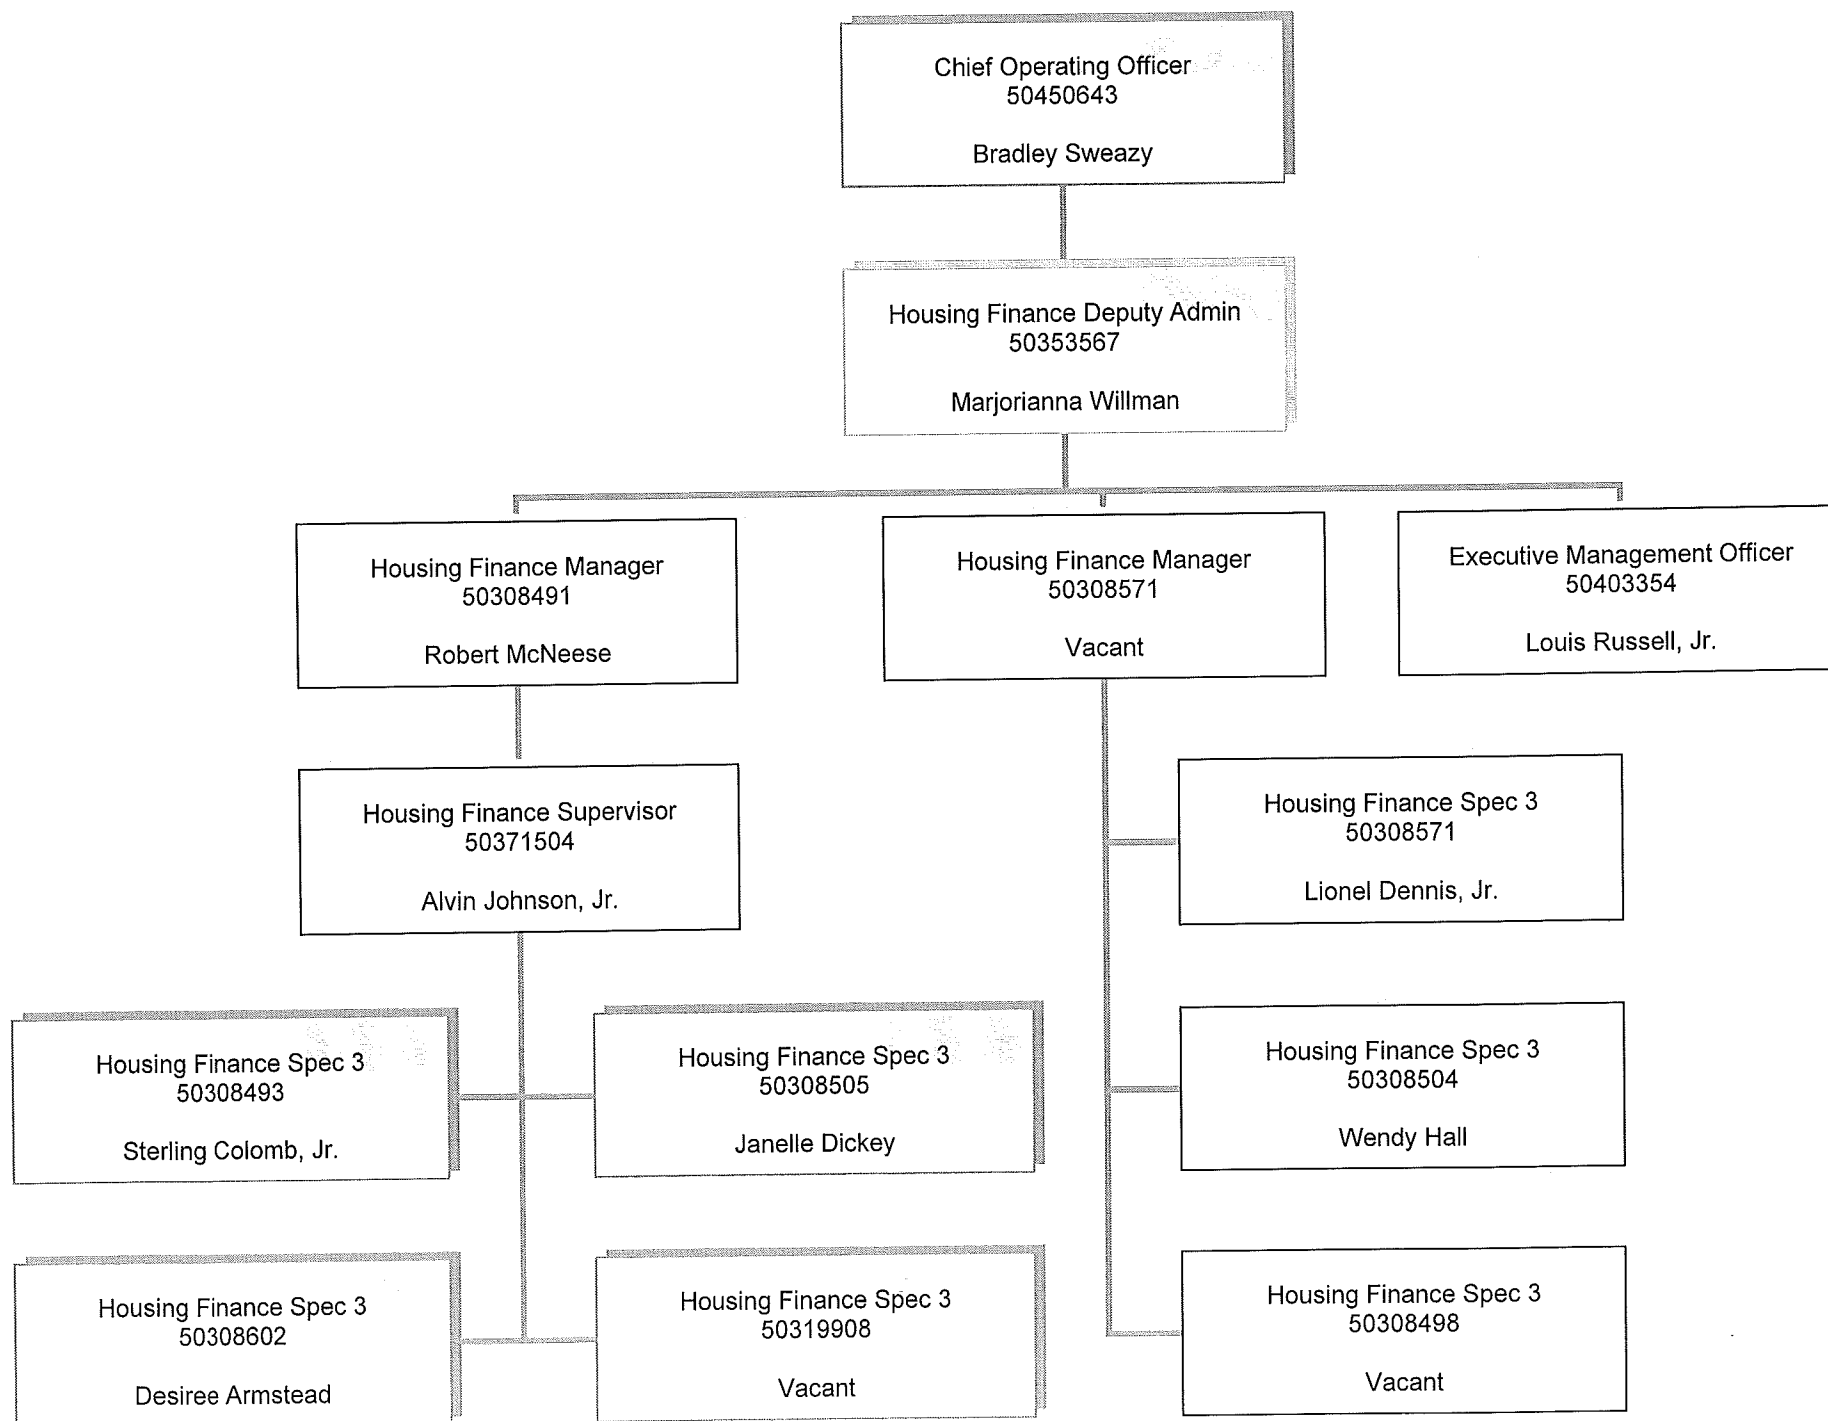 Chief Operating Officer
50450643
Bradley Sweazy
Housing Finance Deputy Admin
50353567
Marjorianna Willman
Housing Finance Manager
50308491
Robert McNeese
Housing Finance Manager
50308571
Vacant
Executive Management Officer
50403354
Louis Russell, Jr.
Housing Finance Supervisor
50371504
Alvin Johnson, Jr.
Housing Finance Spec 3
50308571
Lionel Dennis, Jr.
Housing Finance Spec 3
50308493
Sterling Colomb, Jr.
Housing Finance Spec 3
50308505
Janelle Dickey
Housing Finance Spec 3
50308504
Wendy Hall
Housing Finance Spec 3
50308602
Desiree Armstead
Housing Finance Spec 3
50319908
Vacant
Housing Finance Spec 3
50308498
Vacant